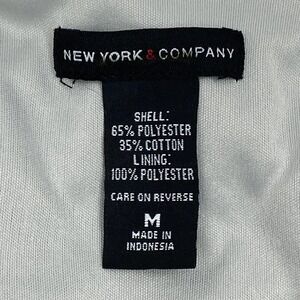 NEW YORK & COMPANY
SHELL:
65% POLYESTER
35% COTTON
LINING:
100% POLYESTER
CARE ON REVERSE
M
MADE IN
INDONESIA